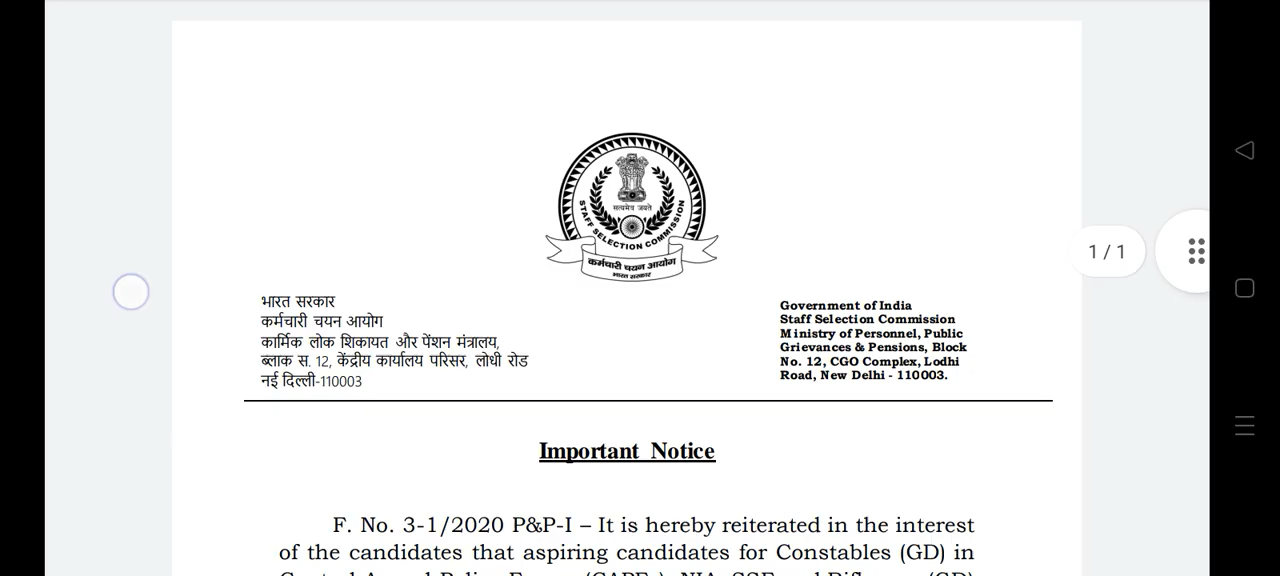 सत्यमेव जयते
STAFF SELECTION COMMISSION
कर्मचारी चयन आयोग
भारत सरकार
1 / 1
भारत सरकार
कर्मचारी चयन आयोग
कार्मिक लोक शिकायत और पेंशन मंत्रालय,
ब्लाक स. 12, केंद्रीय कार्यालय परिसर, लोधी रोड
नई दिल्ली-110003
Government of India
Staff Selection Commission
Ministry of Personnel, Public
Grievances & Pensions, Block
No. 12, CGO Complex, Lodhi
Road, New Delhi - 110003.
Important Notice
F. No. 3-1/2020 P&P-I – It is hereby reiterated in the interest
of the candidates that aspiring candidates for Constables (GD) in